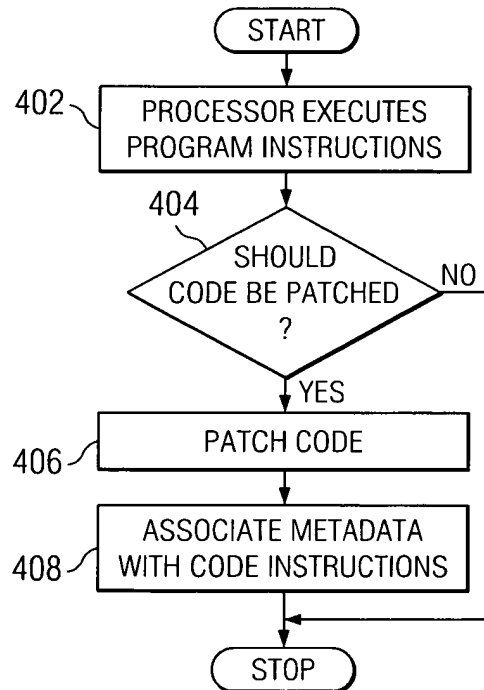 START
402
PROCESSOR EXECUTES
PROGRAM INSTRUCTIONS
404
SHOULD
CODE BE PATCHED
?
NO
YES
406
PATCH CODE
408
ASSOCIATE METADATA
WITH CODE INSTRUCTIONS
STOP